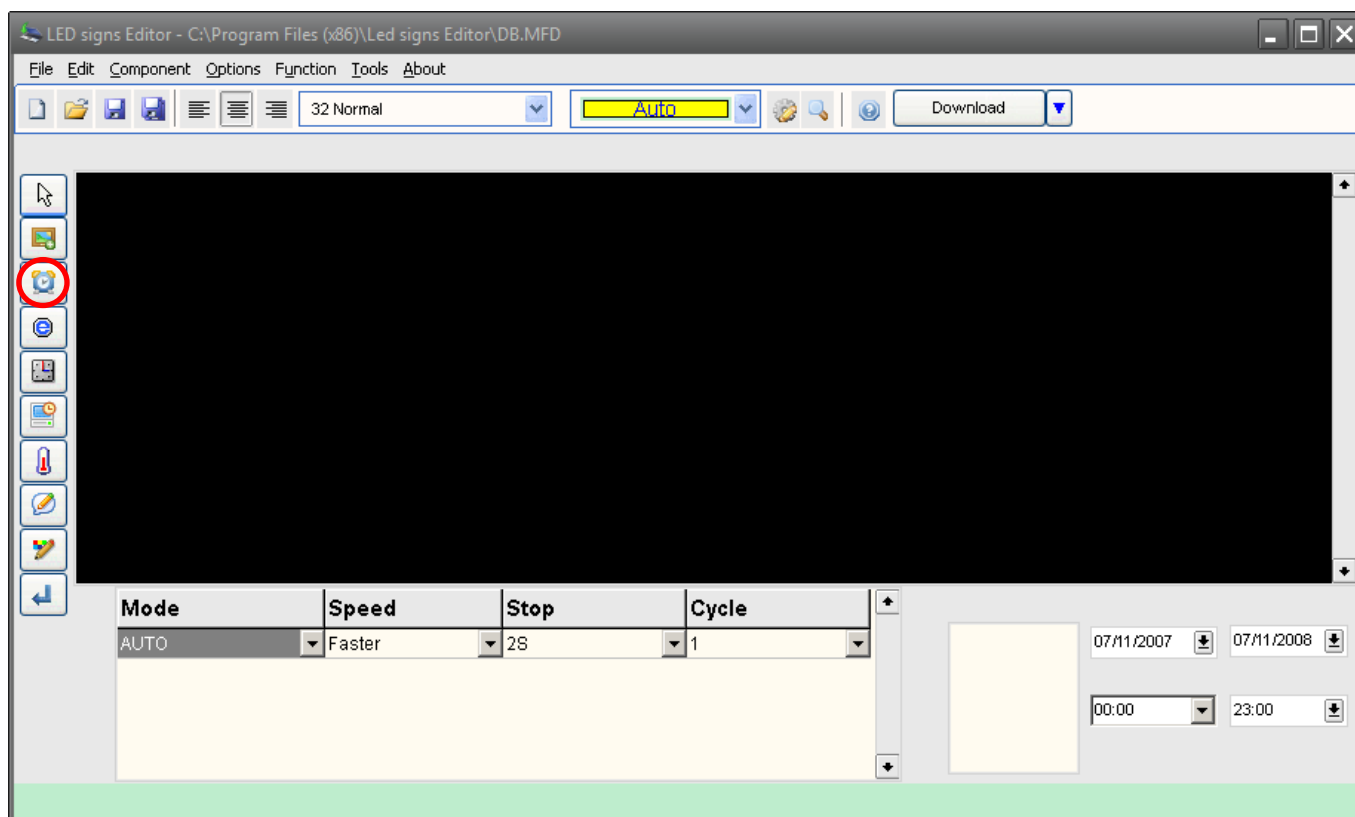 LED signs Editor - C:\Program Files (x86)\Led signs Editor\DB.MFD
File Edit Component Options Function Tools About
32 Normal Auto Download
Mode Speed Stop Cycle
AUTO Faster 2S 1
07/11/2007 07/11/2008
00:00 23:00